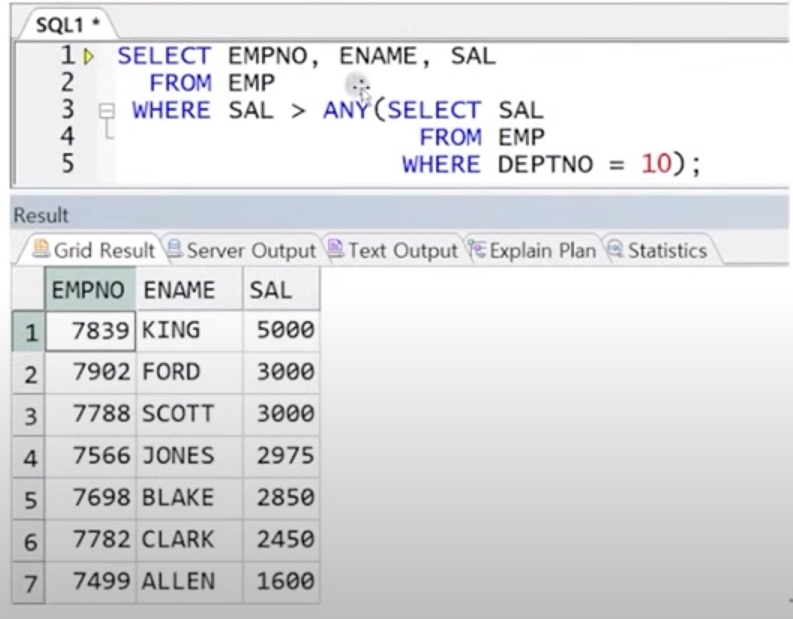 SQL1 *
1 SELECT EMPNO, ENAME, SAL
2 FROM EMP
3 WHERE SAL > ANY(SELECT SAL
4 FROM EMP
5 WHERE DEPTNO = 10);
Result
Grid Result Server Output Text Output Explain Plan Statistics
EMPNO ENAME SAL
1 7839 KING 5000
2 7902 FORD 3000
3 7788 SCOTT 3000
4 7566 JONES 2975
5 7698 BLAKE 2850
6 7782 CLARK 2450
7 7499 ALLEN 1600